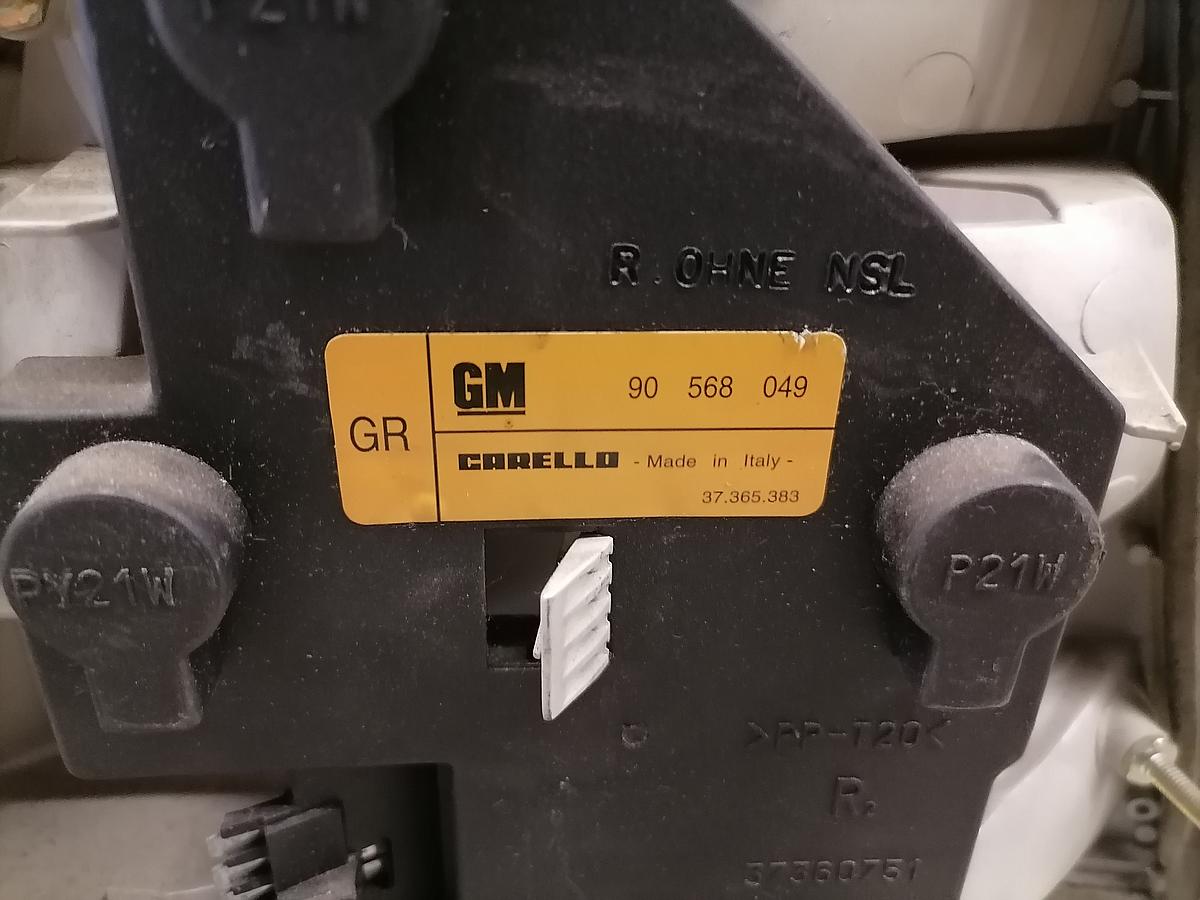 P21W
R. OHNE NSL
GR
GM 90 568 049
CARELLO - Made in Italy -
37.365.383
PY21W
P21W
>PP-T20<
R.
37360751